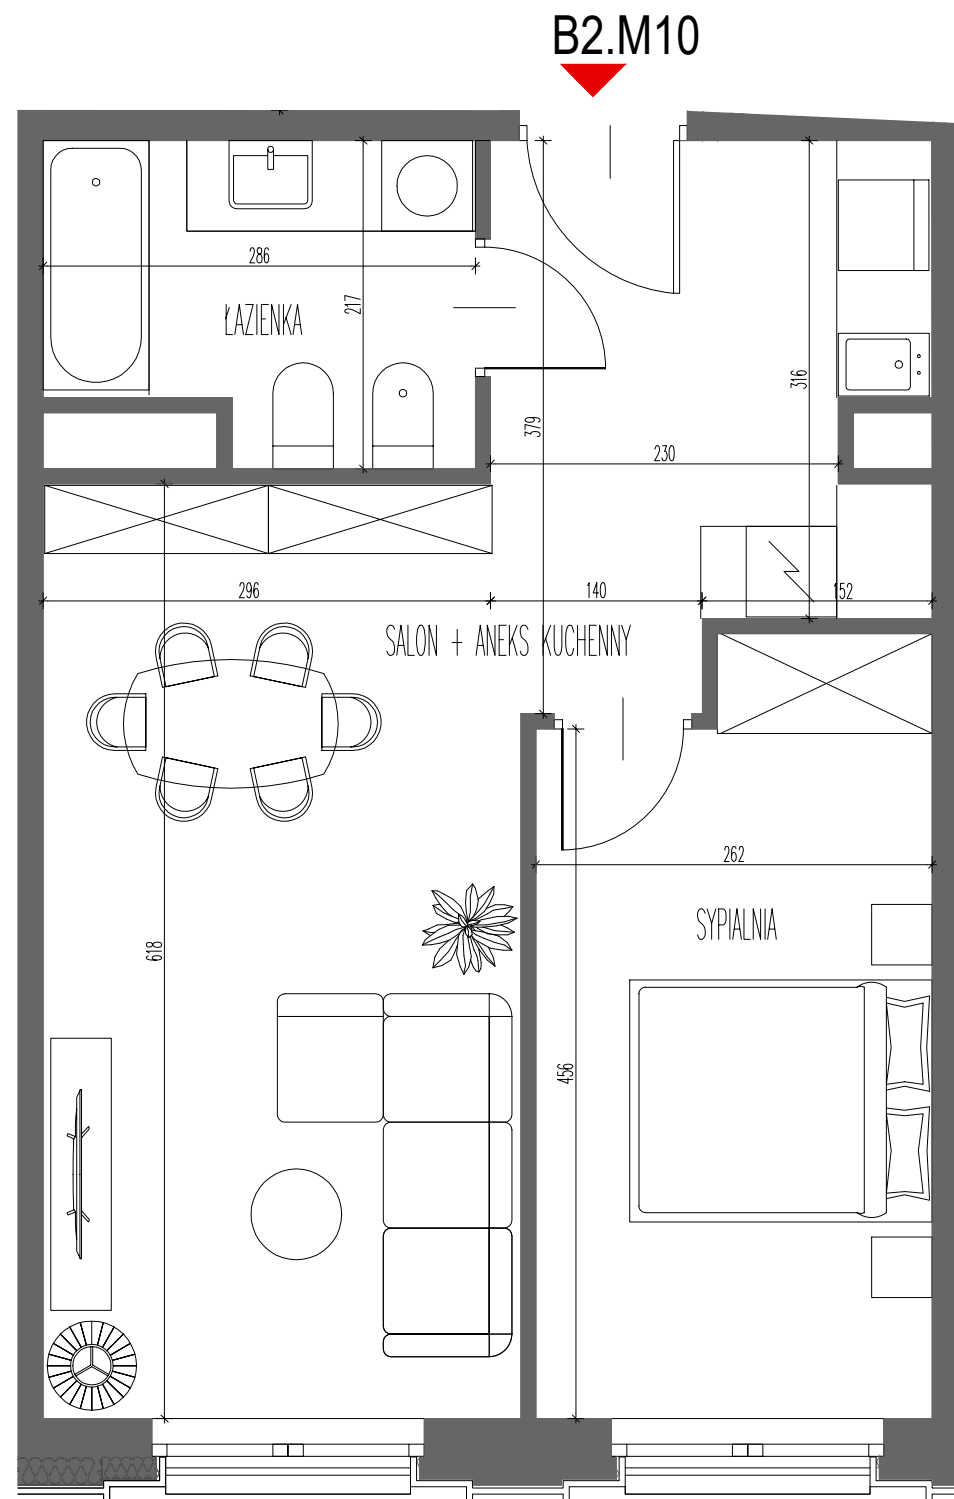 B2.M10
286
217
ŁAZIENKA
316
379
230
296
140
152
SALON + ANEKS KUCHENNY
262
SYPIALNIA
618
456